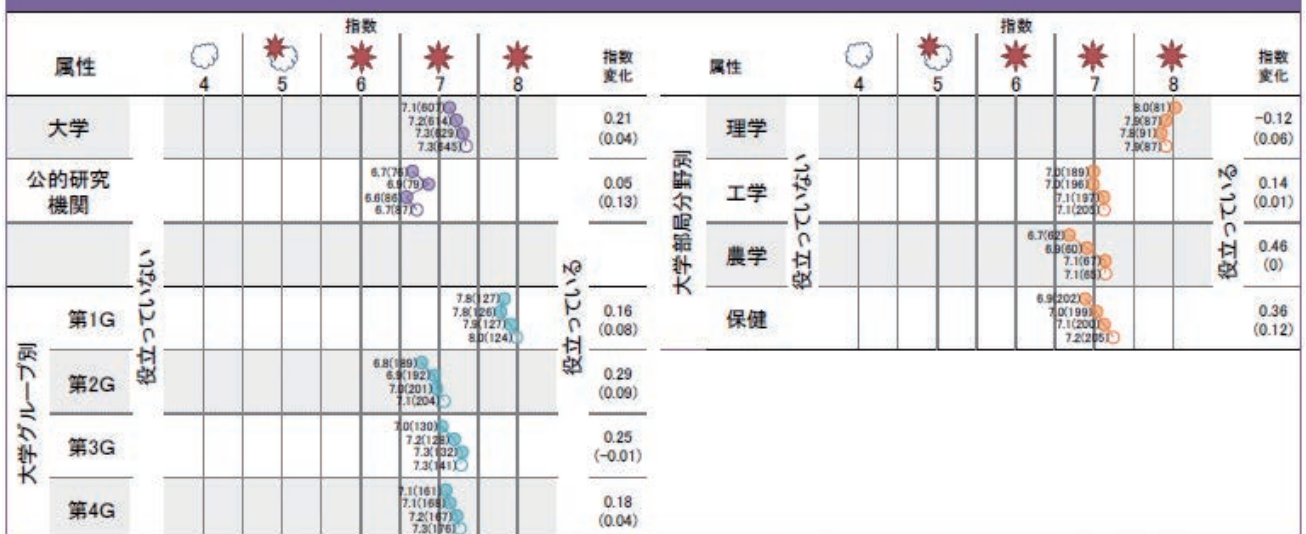 指数
属性
指数
変化
4 5 6 7 8
大学
7.1(607)
7.2(614)
7.3(629)
7.3(645)
0.21
(0.04)
公的研究
機関
6.7(76)
6.9(79)
6.6(86)
6.7(87)
0.05
(0.13)
役立っていない
役立っている
大学グループ別
第1G
7.8(127)
7.8(126)
7.9(127)
8.0(124)
0.16
(0.08)
第2G
6.8(189)
6.9(192)
7.0(201)
7.1(204)
0.29
(0.09)
第3G
7.0(130)
7.2(128)
7.3(132)
7.3(141)
0.25
(-0.01)
第4G
7.1(161)
7.1(168)
7.2(167)
7.3(176)
0.18
(0.04)
指数
属性
指数
変化
4 5 6 7 8
大学部局分野別
役立っていない
役立っている
理学
8.0(81)
7.9(87)
7.8(91)
7.9(87)
-0.12
(0.06)
工学
7.0(189)
7.0(196)
7.1(197)
7.1(205)
0.14
(0.01)
農学
6.7(62)
6.9(60)
7.1(67)
7.1(65)
0.46
(0)
保健
6.9(202)
7.0(199)
7.1(200)
7.2(205)
0.36
(0.12)